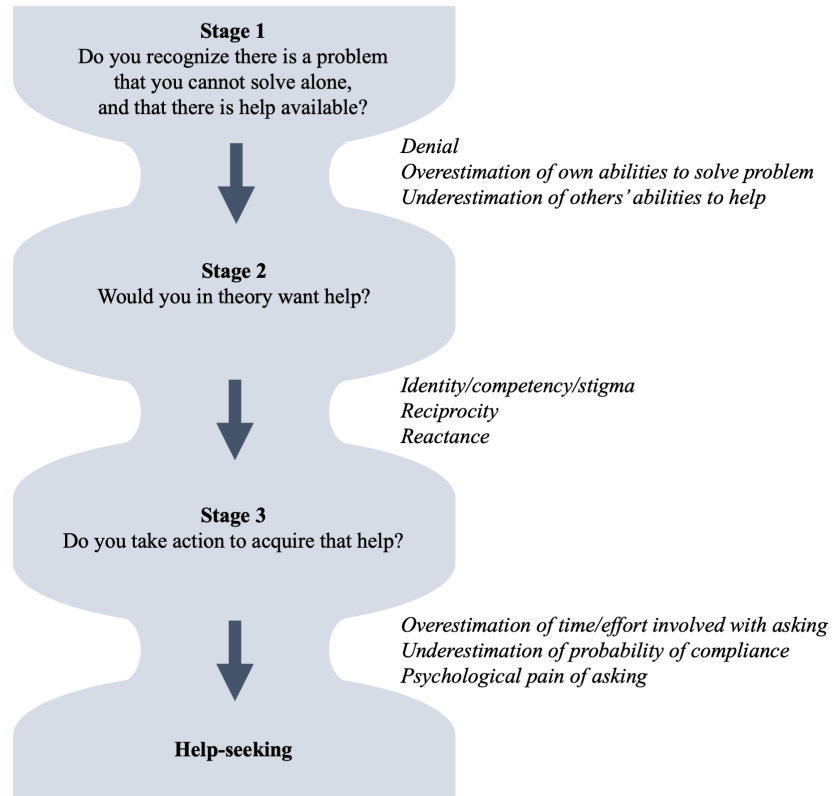 Stage 1
Do you recognize there is a problem
that you cannot solve alone,
and that there is help available?
Denial
Overestimation of own abilities to solve problem
Underestimation of others’ abilities to help
Stage 2
Would you in theory want help?
Identity/competency/stigma
Reciprocity
Reactance
Stage 3
Do you take action to acquire that help?
Overestimation of time/effort involved with asking
Underestimation of probability of compliance
Psychological pain of asking
Help-seeking